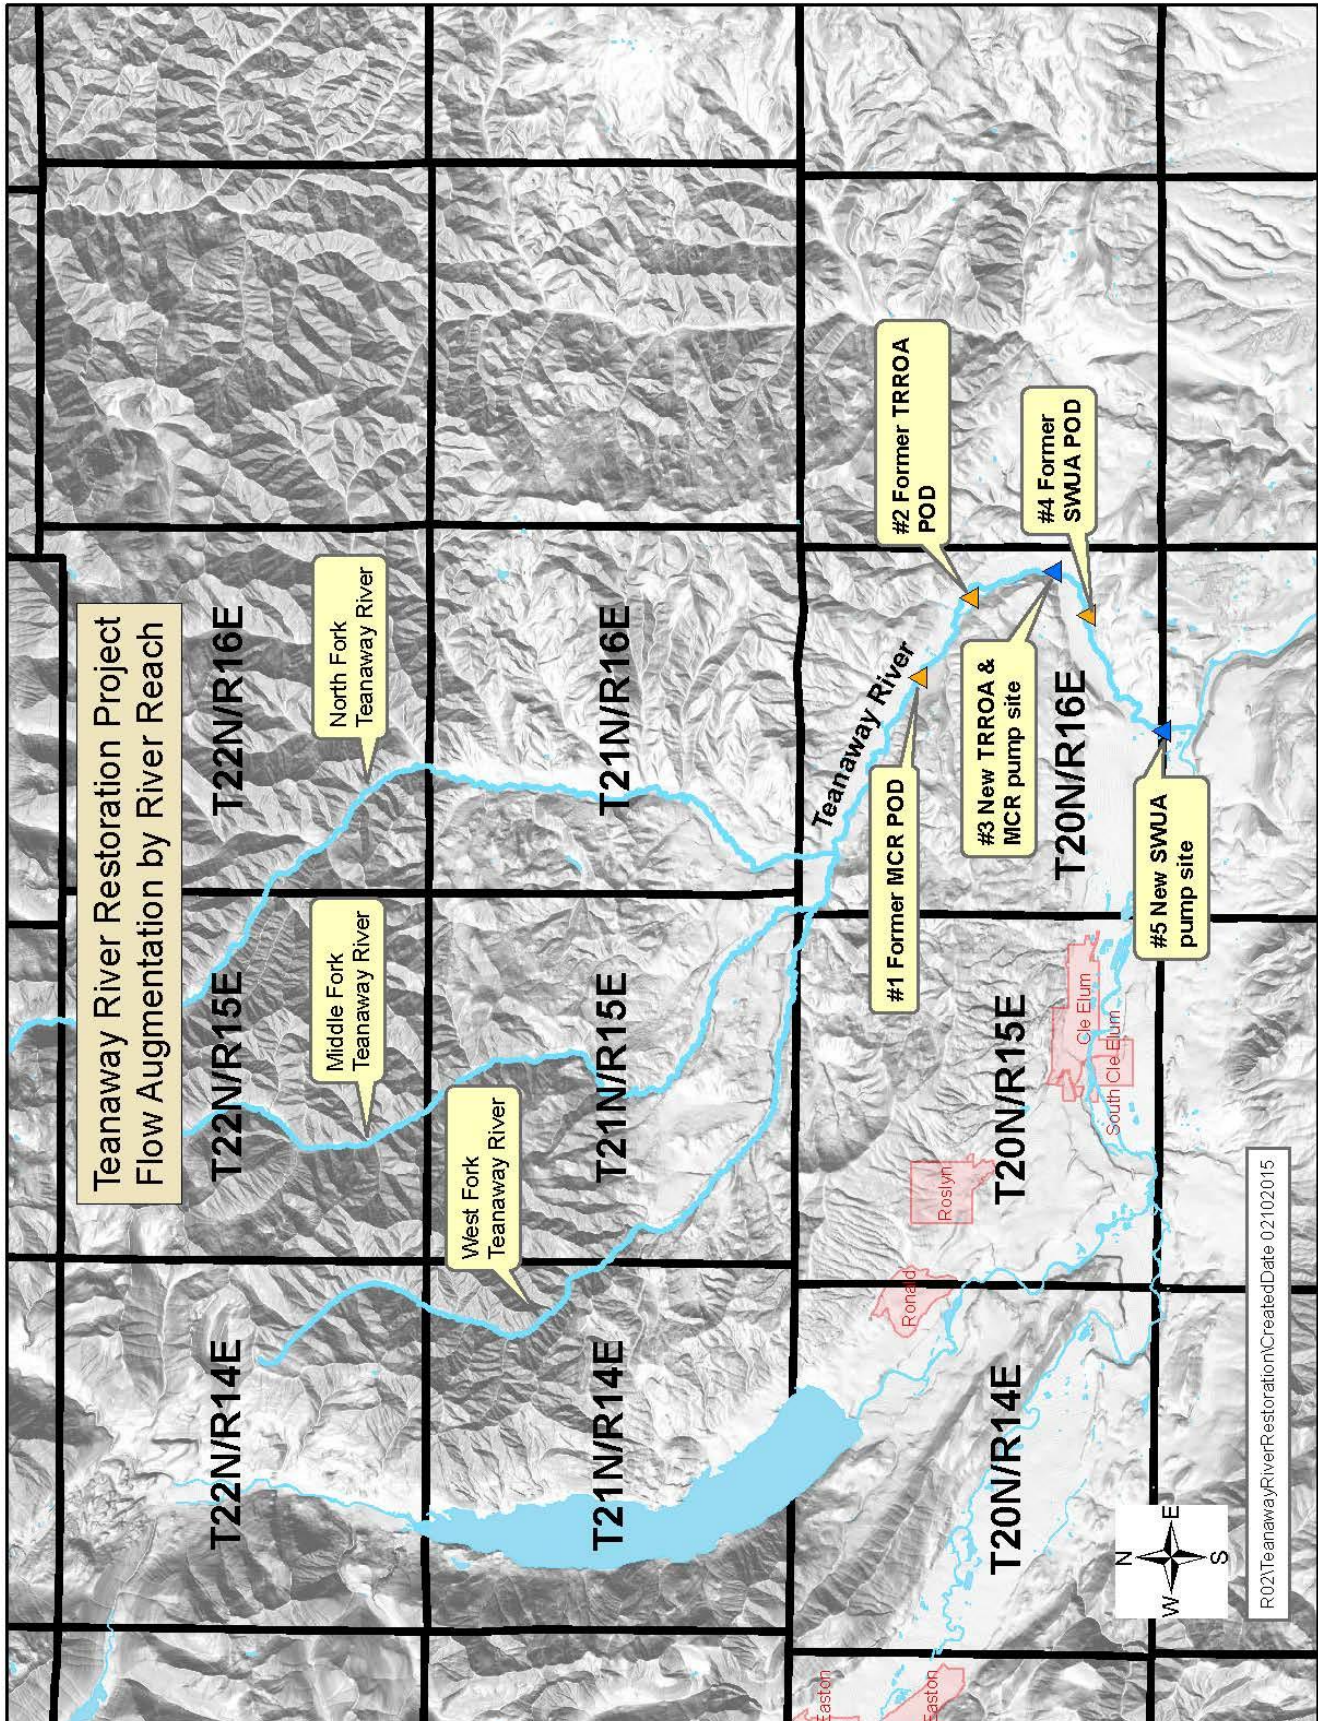 Teanaway River Restoration Project
Flow Augmentation by River Reach
T22N/R14E
T22N/R15E
T22N/R16E
Middle Fork
Teanaway River
North Fork
Teanaway River
West Fork
Teanaway River
T21N/R14E
T21N/R15E
T21N/R16E
Teanaway River
#1 Former MCR POD
#2 Former TRROA
POD
#3 New TRROA &
MCR pump site
#4 Former
SWUA POD
#5 New SWUA
pump site
T20N/R14E
T20N/R15E
T20N/R16E
Easton
Easton
Ronald
Roslyn
Cle Elum
South Cle Elum
N
W
E
S
R02\TeanawayRiverRestoration\CreatedDate 02102015